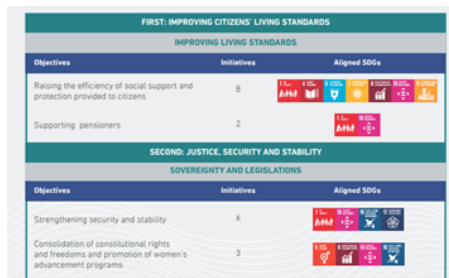 FIRST: IMPROVING CITIZENS' LIVING STANDARDS
IMPROVING LIVING STANDARDS
Objectives Initiatives Aligned SDGs
Raising the efficiency of social support and
protection provided to citizens
8
Supporting pensioners 2
SECOND: JUSTICE, SECURITY AND STABILITY
SOVEREIGNTY AND LEGISLATIONS
Objectives Initiatives Aligned SDGs
Strengthening security and stability 6
Consolidation of constitutional rights
and freedoms and promotion of women's
advancement programs
3